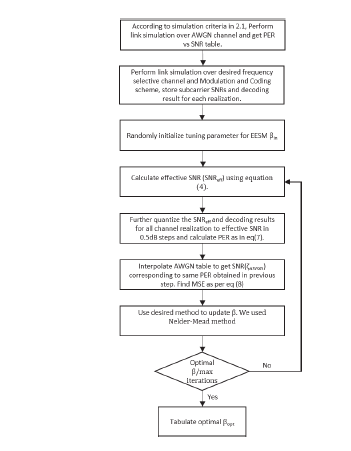 According to simulation criteria in 2.1, Perform
link simulation over AWGN channel and get PER
vs SNR table.
Perform link simulation over desired frequency
selective channel and Modulation and Coding
scheme, store subcarrier SNRs and decoding
result for each realization.
Randomly initialize tuning parameter for EESM βm
Calculate effective SNR (SNReff) using equation
(4).
Further quantize the SNReff and decoding results
for all channel realization to effective SNR in
0.5dB steps and calculate PER as in eq(7).
Interpolate AWGN table to get SNR(ξAWGN)
corresponding to same PER obtained in previous
step. Find MSE as per eq (8)
Use desired method to update β. We used
Nelder-Mead method
Optimal
β/max
iterations
No
Yes
Tabulate optimal βopt